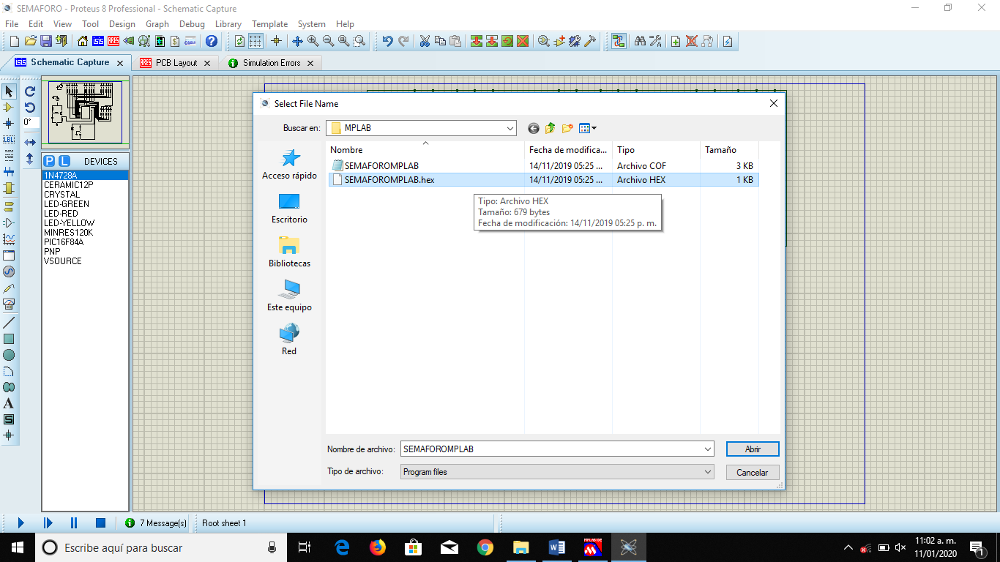 SEMAFORO - Proteus 8 Professional - Schematic Capture
File Edit View Tool Design Graph Debug Library Template System Help
Schematic Capture
PCB Layout
Simulation Errors
0°
LBL
P L DEVICES
1N4728A
CERAMIC12P
CRYSTAL
LED-GREEN
LED-RED
LED-YELLOW
MINRES120K
PIC16F84A
PNP
VSOURCE
A
S
Select File Name
Buscar en: MPLAB
Acceso rápido
Escritorio
Bibliotecas
Este equipo
Red
Nombre Fecha de modifica... Tipo Tamaño
SEMAFOROMPLAB 14/11/2019 05:25 ... Archivo COF 3 KB
SEMAFOROMPLAB.hex 14/11/2019 05:25 ... Archivo HEX 1 KB
Tipo: Archivo HEX
Tamaño: 679 bytes
Fecha de modificación: 14/11/2019 05:25 p. m.
Nombre de archivo: SEMAFOROMPLAB Abrir
Tipo de archivo: Program files Cancelar
7 Message(s) Root sheet 1
Escribe aquí para buscar
11:02 a. m.
11/01/2020
1